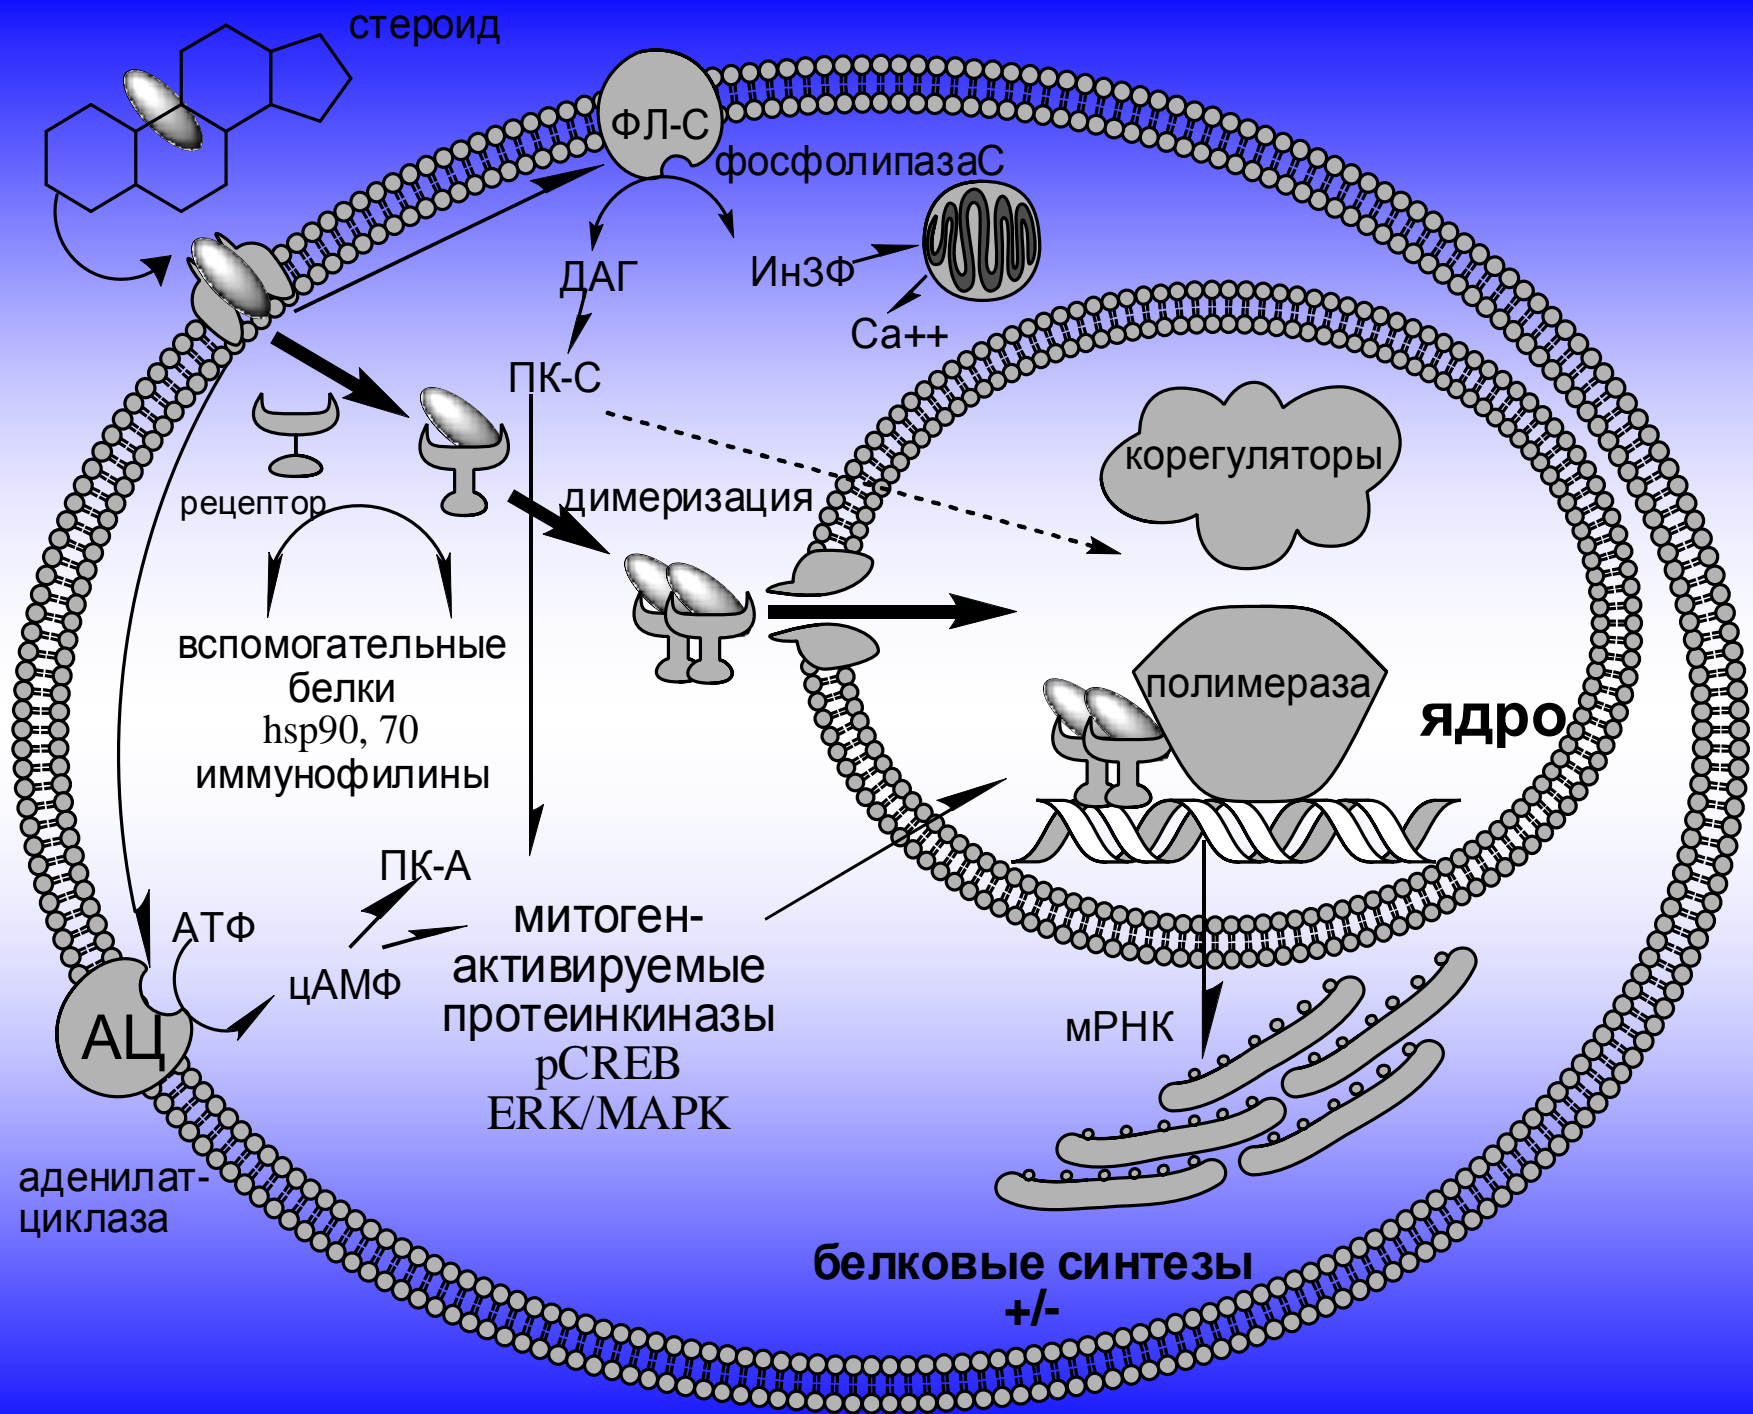 стероид
ФЛ-С
фосфолипазаС
ДАГ
Ин3Ф
Ca++
ПК-С
рецептор
димеризация
корегуляторы
вспомогательные
белки
hsp90, 70
иммунофилины
полимераза
ядро
ПК-А
АТФ
цАМФ
АЦ
митоген-
активируемые
протеинкиназы
pCREB
ERK/MAPK
мРНК
аденилат-
циклаза
белковые синтезы
+/-